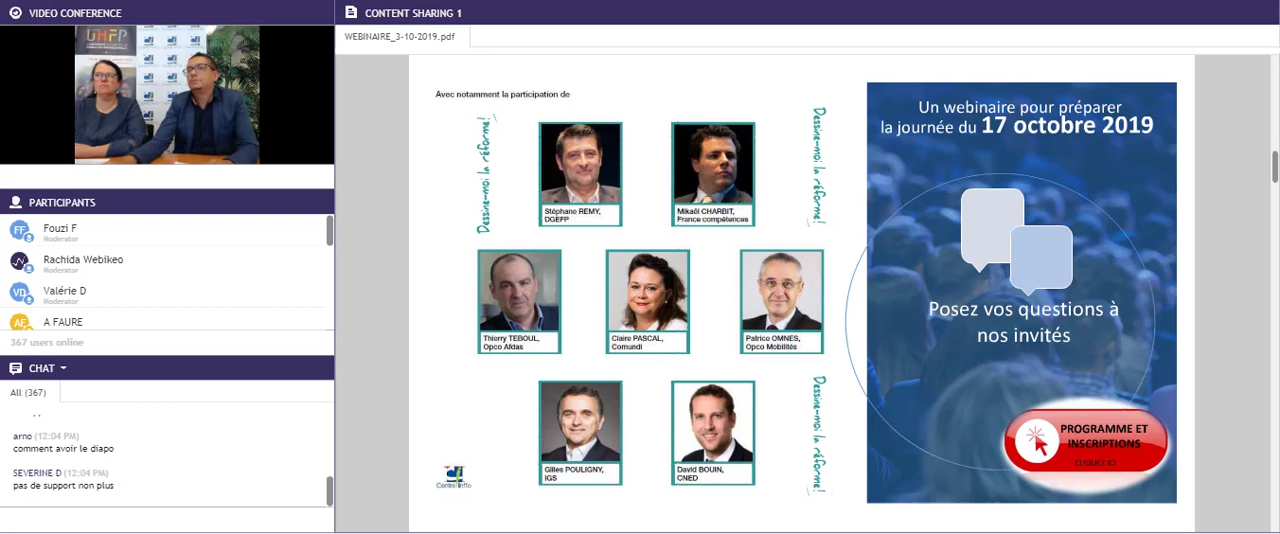 VIDEO CONFERENCE
UHFP
PARTICIPANTS
FF
Fouzi F
Moderator
Rachida Webikeo
Moderator
VD
Valérie D
Moderator
AF
A FAURE
367 users online
CHAT
All (367)
arno (12:04 PM)
comment avoir le diapo
SEVERINE D (12:04 PM)
pas de support non plus
CONTENT SHARING 1
WEBINAIRE_3-10-2019.pdf
Avec notamment la participation de
Dessine-moi la réforme!
Dessine-moi la réforme!
Stéphane REMY,
DGEFP
Mikaël CHARBIT,
France compétences
Thierry TEBOUL,
Opco Afdas
Claire PASCAL,
Comundi
Patrice OMNES,
Opco Mobilités
Gilles POULIGNY,
IGS
David BOUIN,
CNED
Dessine-moi la réforme!
Centre Inffo
Un webinaire pour préparer
la journée du 17 octobre 2019
Posez vos questions à
nos invités
PROGRAMME ET
INSCRIPTIONS
CLIQUEZ ICI